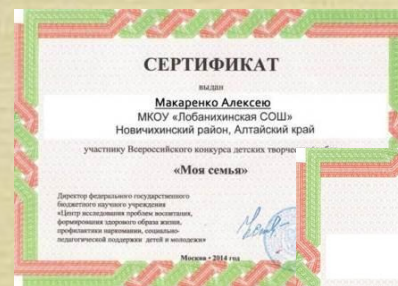 СЕРТИФИКАТ
выдан
Макаренко Алексею
МКОУ «Лобанихинская СОШ»
Новичихинский район, Алтайский край
участнику Всероссийского конкурса детских
«Моя семья»
Директор федерального государственного
бюджетного научного учреждения
«Центр исследования проблем воспитания,
формирования здорового образа жизни,
профилактики наркомании, социально-
педагогической поддержки детей и молодежи»
Москва • 2014 год